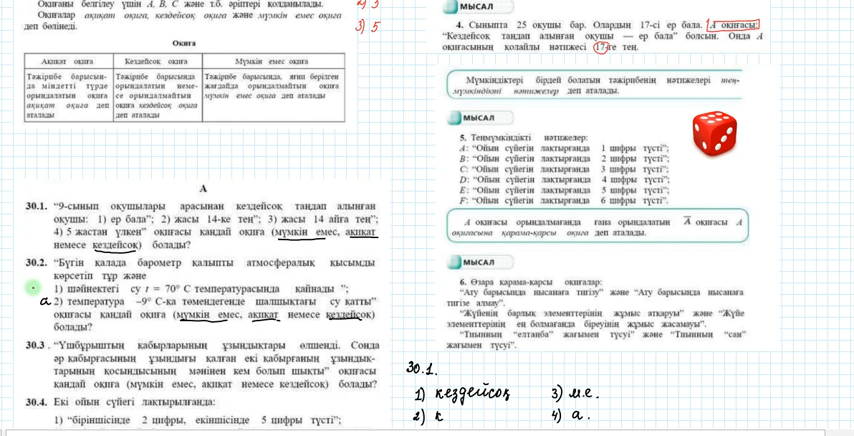 Оқиғаны белгілеу үшін A, B, C және т.б. әріптері қолданылады.
Оқиғалар ақиқат оқиға, кездейсоқ оқиға және мүмкін емес оқиға
деп бөлінеді.
3) 5
Оқиға
Ақиқат оқиға
Кездейсоқ оқиға
Мүмкін емес оқиға
Тәжірибе барысын-
да міндетті түрде
орындалатын оқиға
ақиқат оқиға деп
аталады
Тәжірибе барысында
орындалатын неме-
се орындалмайтын
оқиға кездейсоқ оқиға
деп аталады
Тәжірибе барысында, яғни берілген
жағдайда орындалмайтын оқиға
мүмкін емес оқиға деп аталады
А
30.1. “9-сынып оқушылары арасынан кездейсоқ таңдап алынған
оқушы: 1) ер бала”; 2) жасы 14-ке тең”; 3) жасы 14 айға тең”;
4) 5 жастан үлкен” оқиғасы қандай оқиға (мүмкін емес, ақиқат
немесе кездейсоқ) болады?
30.2. “Бүгін қалада барометр қалыпты атмосфералық қысымды
көрсетіп тұр және
1) шәйнектегі су t = 70° C температурасында қайнады ”;
а 2) температура –9° C-қа төмендегенде шалшықтағы су қатты”
оқиғасы қандай оқиға (мүмкін емес, ақиқат немесе кездейсоқ)
болады?
30.3 . “Үшбұрыштың қабырғаларының ұзындықтары өлшенді. Сонда
әр қабырғасының ұзындығы қалған екі қабырғаның ұзындық-
тарының қосындысының мәнінен кем болып шықты” оқиғасы
қандай оқиға (мүмкін емес, ақиқат немесе кездейсоқ) болады?
30.4. Екі ойын сүйегі лақтырылғанда:
1) “біріншісінде 2 цифры, екіншісінде 5 цифры түсті”;
МЫСАЛ
4. Сыныпта 25 оқушы бар. Олардың 17-сі ер бала. A оқиғасы:
“Кездейсоқ таңдап алынған оқушы — ер бала” болсын. Онда A
оқиғасының қолайлы нәтижесі 17-ге тең.
Мүмкіндіктері бірдей болатын тәжірибенің нәтижелері тең-
мүмкіндікті нәтижелер деп аталады.
МЫСАЛ
5. Теңмүмкіндікті нәтижелер:
A: “Ойын сүйегін лақтырғанда 1 цифры түсті”;
B: “Ойын сүйегін лақтырғанда 2 цифры түсті”;
C: “Ойын сүйегін лақтырғанда 3 цифры түсті”;
D: “Ойын сүйегін лақтырғанда 4 цифры түсті”;
E: “Ойын сүйегін лақтырғанда 5 цифры түсті”;
F: “Ойын сүйегін лақтырғанда 6 цифры түсті”.
A оқиғасы орындалмағанда ғана орындалатын A̅ оқиғасы A
оқиғасына қарама-қарсы оқиға деп аталады.
МЫСАЛ
6. Өзара қарама-қарсы оқиғалар:
“Ату барысында нысанаға тигізу” және “Ату барысында нысанаға
тигізе алмау”.
“Жүйенің барлық элементтерінің жұмыс атқаруы” және “Жүйе
элементтерінің ең болмағанда біреуінің жұмыс жасамауы”.
“Тиынның “елтаңба” жағымен түсуі” және “Тиынның “сан”
жағымен түсуі”.
30.1.
1) кездейсоқ 3) м.е.
2) к 4) а.